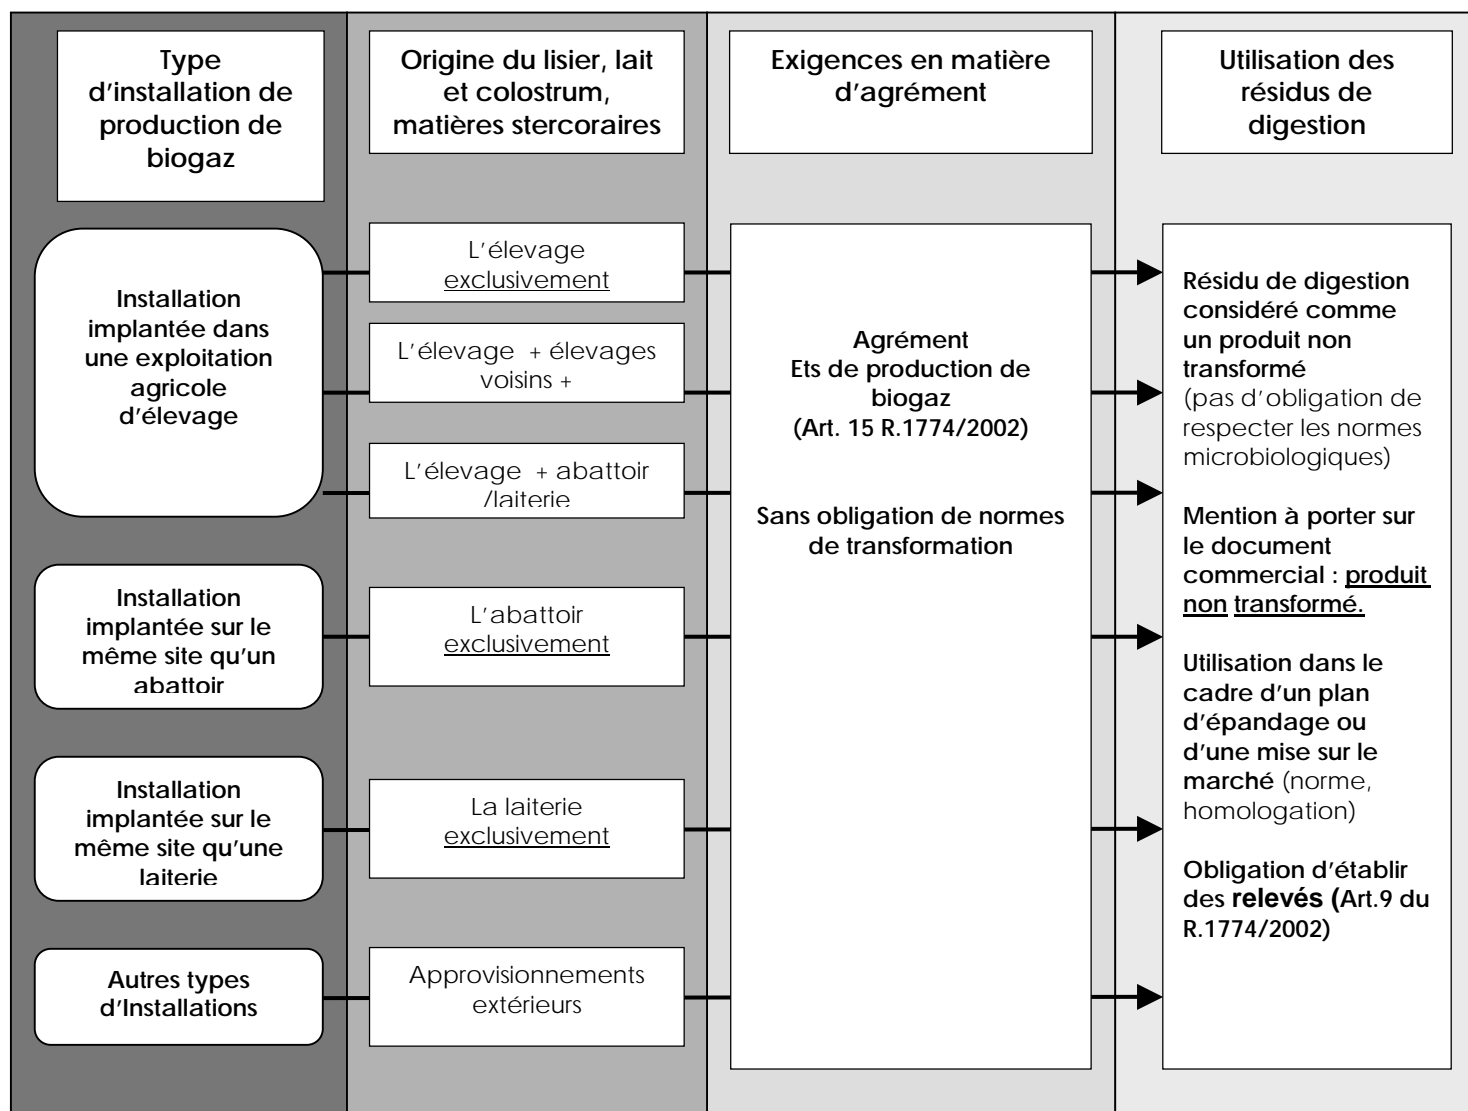 Type
d'installation de
production de
biogaz
Origine du lisier, lait
et colostrum,
matières stercoraires
Exigences en matière
d'agrément
Utilisation des
résidus de
digestion
Installation
implantée dans
une exploitation
agricole
d'élevage
L'élevage
exclusivement
L'élevage + élevages
voisins +
L'élevage + abattoir
/laiterie
Installation
implantée sur le
même site qu'un
abattoir
L'abattoir
exclusivement
Installation
implantée sur le
même site qu'une
laiterie
La laiterie
exclusivement
Autres types
d'Installations
Approvisionnements
extérieurs
Agrément
Ets de production de
biogaz
(Art. 15 R.1774/2002)
Sans obligation de normes
de transformation
Résidu de digestion
considéré comme
un produit non
transformé
(pas d'obligation de
respecter les normes
microbiologiques)
Mention à porter sur
le document
commercial : produit
non transformé.
Utilisation dans le
cadre d'un plan
d'épandage ou
d'une mise sur le
marché (norme,
homologation)
Obligation d'établir
des relevés (Art.9 du
R.1774/2002)